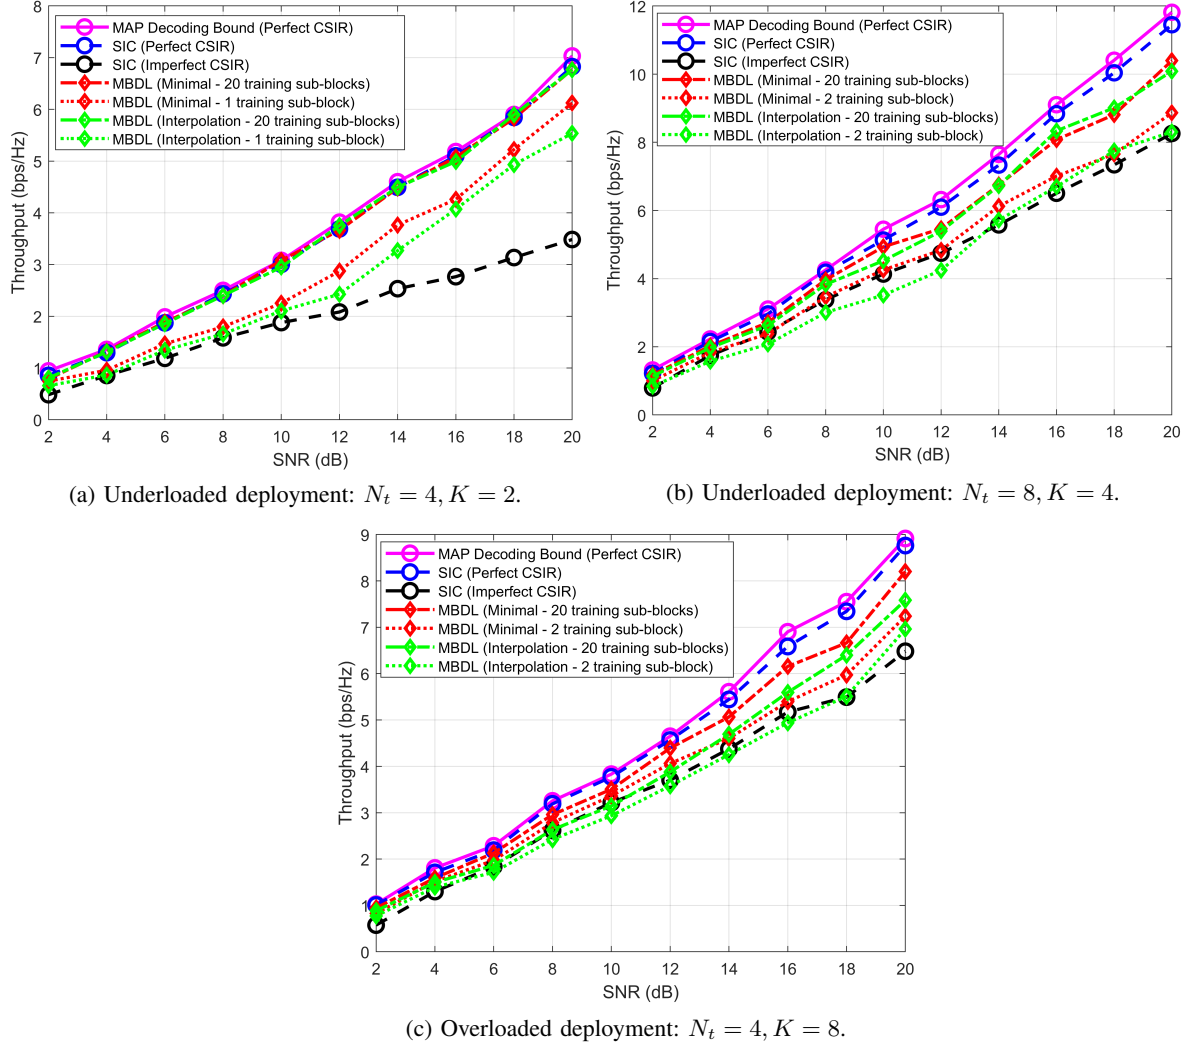 8
7
6
5
4
3
2
1
0
Throughput (bps/Hz)
MAP Decoding Bound (Perfect CSIR)
SIC (Perfect CSIR)
SIC (Imperfect CSIR)
MBDL (Minimal - 20 training sub-blocks)
MBDL (Minimal - 1 training sub-block)
MBDL (Interpolation - 20 training sub-blocks)
MBDL (Interpolation - 1 training sub-block)
2 4 6 8 10 12 14 16 18 20
SNR (dB)
(a) Underloaded deployment: N_t = 4, K = 2.
12
10
8
6
4
2
0
Throughput (bps/Hz)
MAP Decoding Bound (Perfect CSIR)
SIC (Perfect CSIR)
SIC (Imperfect CSIR)
MBDL (Minimal - 20 training sub-blocks)
MBDL (Minimal - 2 training sub-block)
MBDL (Interpolation - 20 training sub-blocks)
MBDL (Interpolation - 2 training sub-block)
2 4 6 8 10 12 14 16 18 20
SNR (dB)
(b) Underloaded deployment: N_t = 8, K = 4.
9
8
7
6
5
4
3
2
1
0
Throughput (bps/Hz)
MAP Decoding Bound (Perfect CSIR)
SIC (Perfect CSIR)
SIC (Imperfect CSIR)
MBDL (Minimal - 20 training sub-blocks)
MBDL (Minimal - 2 training sub-block)
MBDL (Interpolation - 20 training sub-blocks)
MBDL (Interpolation - 2 training sub-block)
2 4 6 8 10 12 14 16 18 20
SNR (dB)
(c) Overloaded deployment: N_t = 4, K = 8.